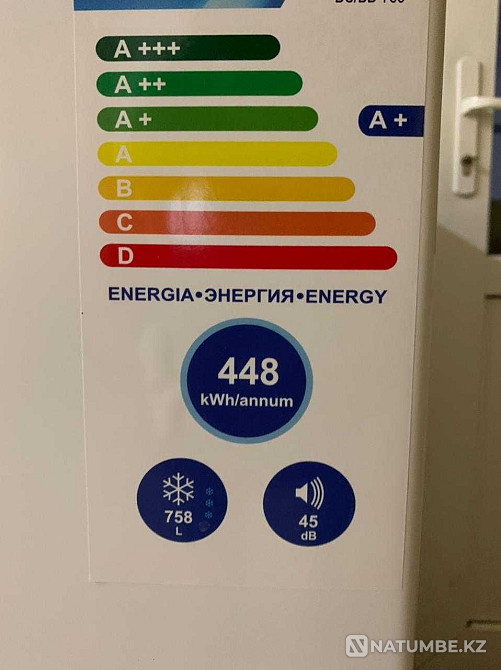 A +++
A ++
A +
A +
A
B
C
D
ENERGIA•ЭНЕРГИЯ•ENERGY
448
kWh/annum
758
L
45
dB
NATUMBE.KZ